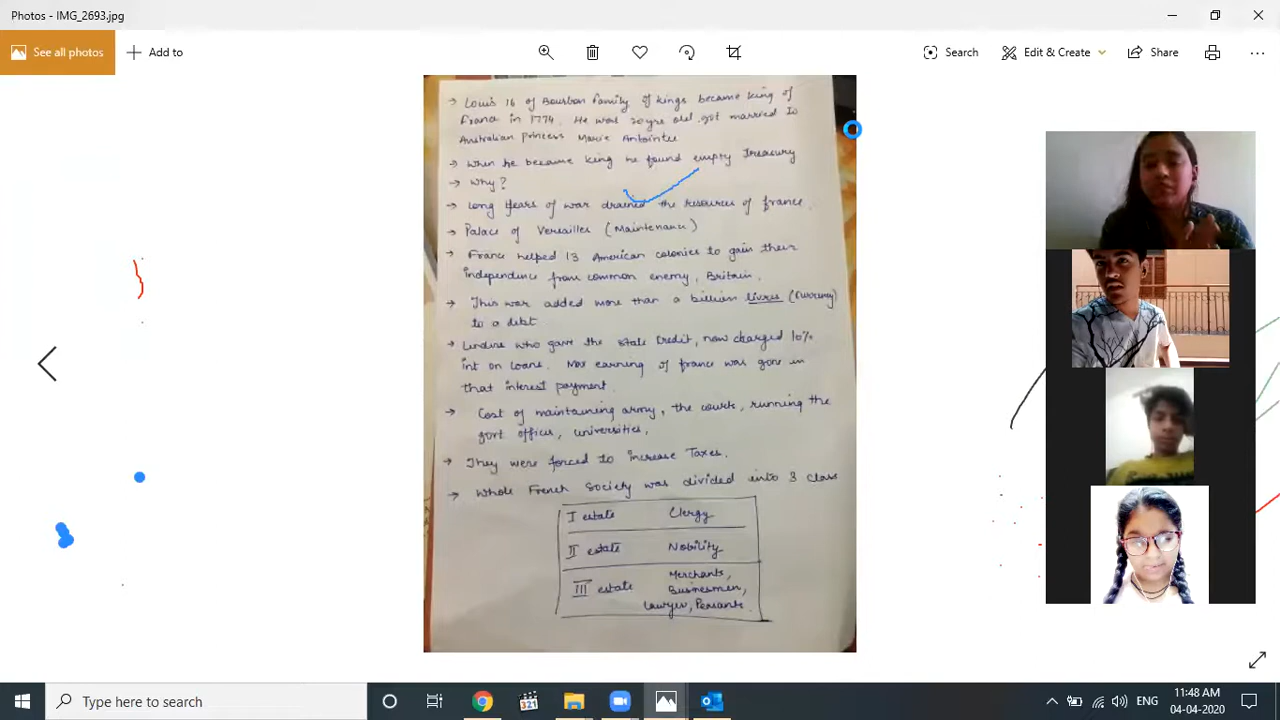 Photos - IMG_2693.jpg
See all photos
Add to
Search
Edit & Create
Share
→ Louis 16 of Bourbon family of kings became king of
France in 1774. He was 20yrs old got married to
Australian princess Marie Antointee
→ When he became king he found empty Treasury
→ Why?
→ Long years of war drained the resources of france.
→ Palace of Versailles (Maintenance)
→ France helped 13 American colonies to gain their
independence from common enemy, Britain.
→ This war added more than a billion livres (Currency)
to a debt
→ who gave the state credit, now charged 10%
int on loans. Max earning of france was gone in
that interest payment.
→ Cost of maintaining army, the courts, running the
govt offices, universities.
→ They were forced to increase Taxes.
→ Whole French Society was divided into 3 class
I estate Clergy
II estate Nobility
III estate Merchants,
Businessmen,
Lawyer, Peasants.
Type here to search
321
ENG
11:48 AM
04-04-2020